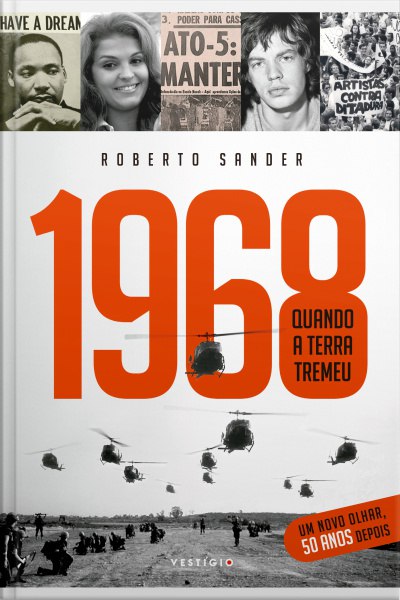 HAVE A DREAM
PODER PARA CAS
ATO-5:
MANTER
ARTISTAS
CONTRA
DITADURA
ROBERTO SANDER
1968
QUANDO
A TERRA
TREMEU
UM NOVO OLHAR,
50 ANOS DEPOIS
VESTÍGIO